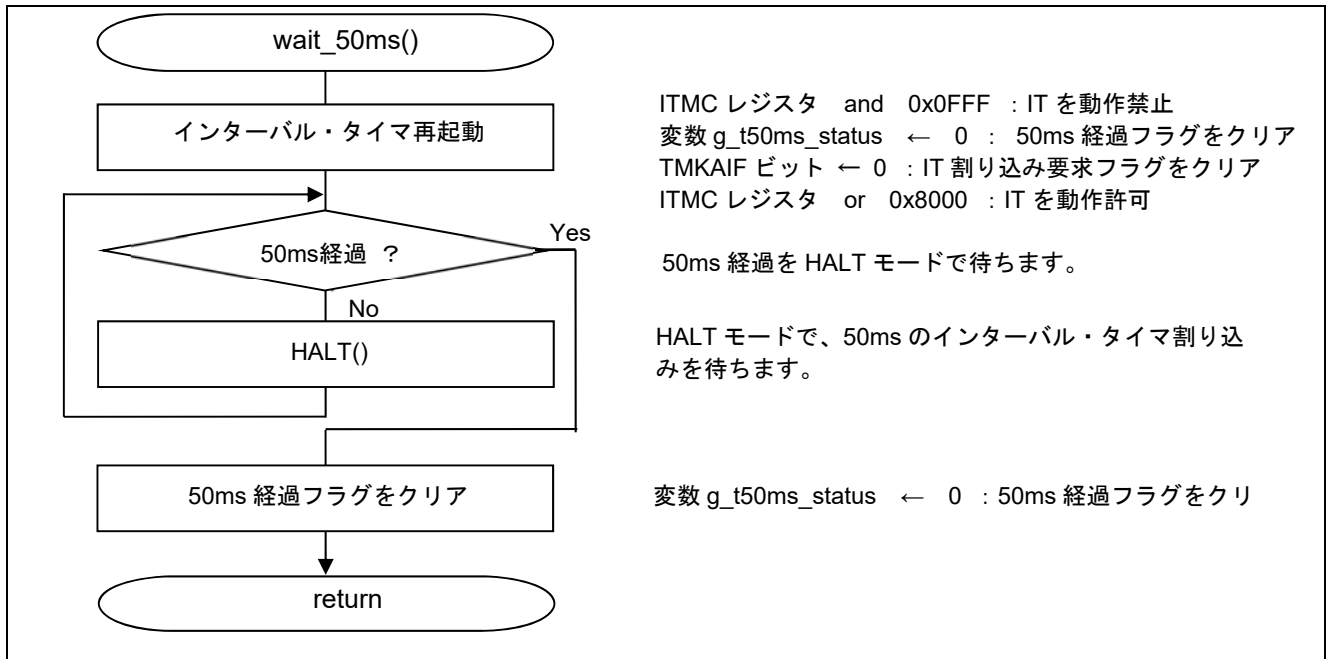 wait_50ms()
インターバル・タイマ再起動
ITMC レジスタ and 0x0FFF ：IT を動作禁止
変数 g_t50ms_status ← 0 ： 50ms 経過フラグをクリア
TMKAIF ビット ← 0 ：IT 割り込み要求フラグをクリア
ITMC レジスタ or 0x8000 ：IT を動作許可
50ms経過 ？
Yes
50ms 経過を HALT モードで待ちます。
No
HALT()
HALT モードで、50ms のインターバル・タイマ割り込
みを待ちます。
50ms 経過フラグをクリア
変数 g_t50ms_status ← 0 ：50ms 経過フラグをクリ
return